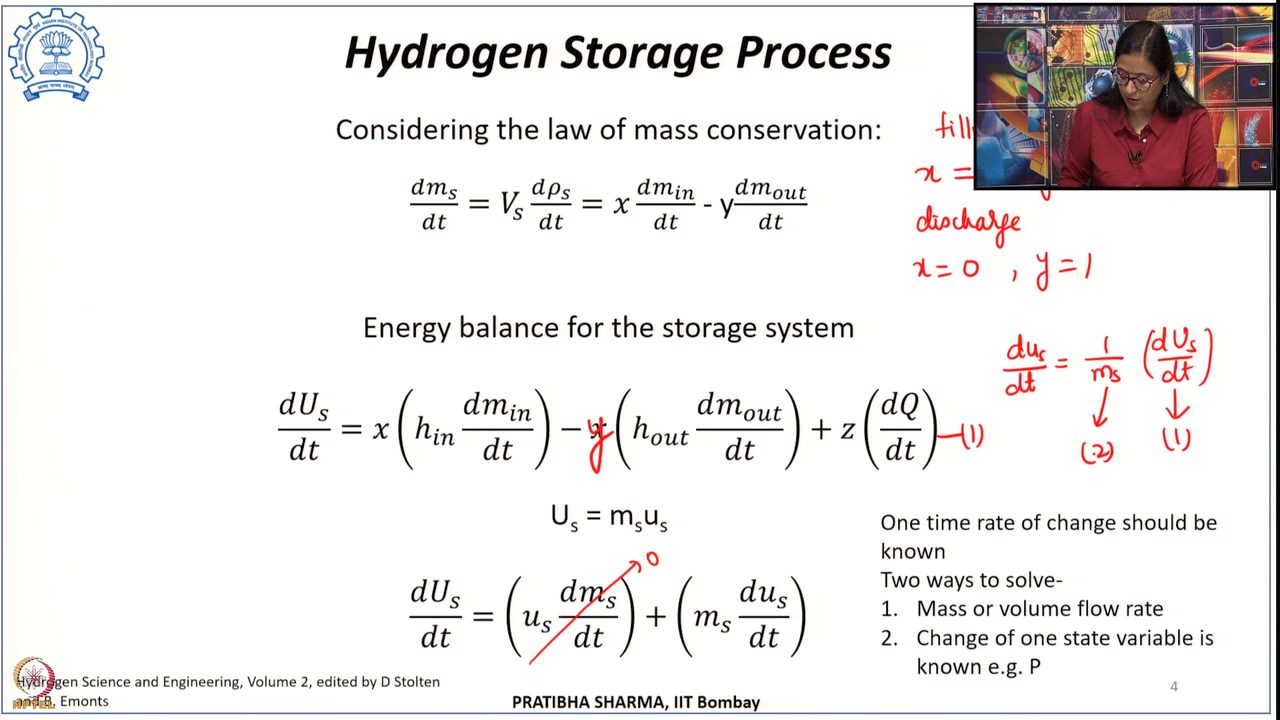 Hydrogen Storage Process
Considering the law of mass conservation:
dm_s/dt = V_s dρ_s/dt = x dm_in/dt - y dm_out/dt
x =
discharge
x = 0 , y = 1
Energy balance for the storage system
dU_s/dt = x (h_in dm_in/dt) − y (h_out dm_out/dt) + z (dQ/dt) —(1)
du_s/dt = 1/m_s (dU_s/dt)
(2) (1)
U_s = m_s u_s
dU_s/dt = (u_s dm_s/dt) + (m_s du_s/dt)
0
One time rate of change should be
known
Two ways to solve-
1. Mass or volume flow rate
2. Change of one state variable is
known e.g. P
Hydrogen Science and Engineering, Volume 2, edited by D Stolten
and B. Emonts
PRATIBHA SHARMA, IIT Bombay
4
NPTEL